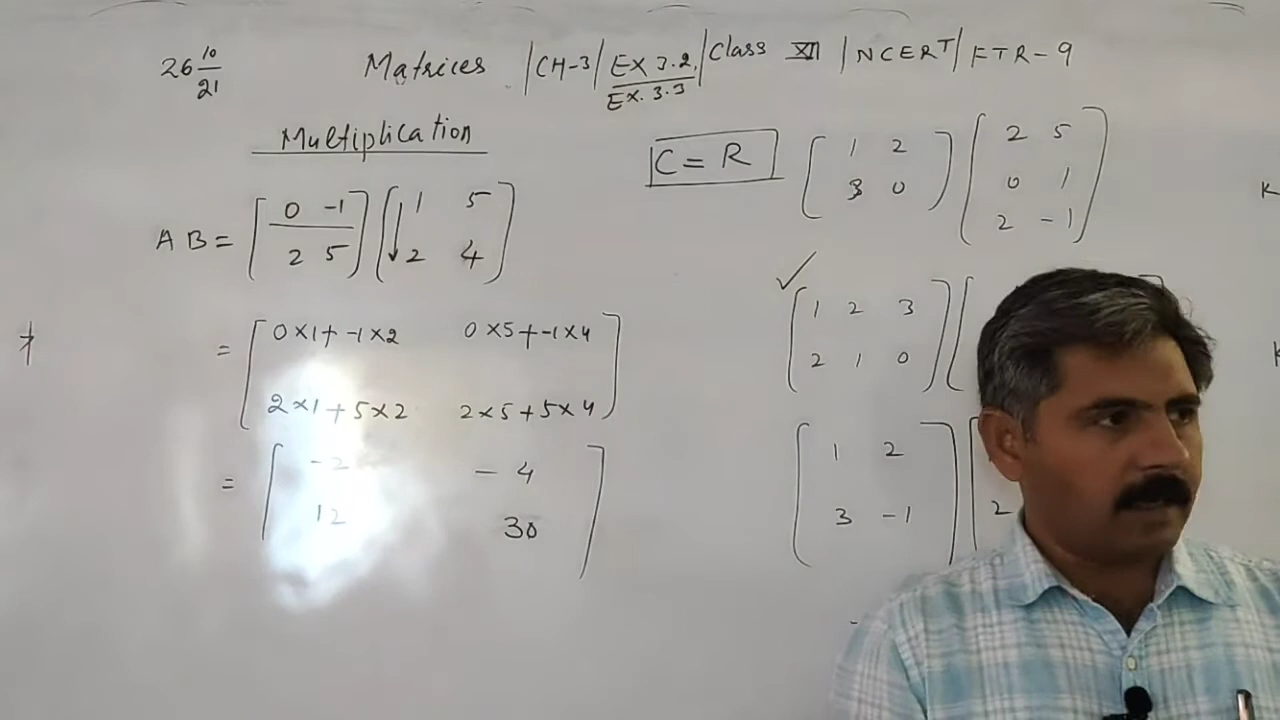 26 10/21 Matrices /CH-3/ EX 3.2, /Class XII /NCERT/ FTR-9
Ex. 3.3
Multiplication
AB = [ 0 -1 ] [ 1 5 ]
2 5 2 4
= [ 0×1+-1×2 0×5+-1×4 ]
2×1+5×2 2×5+5×4
= [ -2 -4 ]
12 30
C = R
[ 1 2 ] [ 2 5 ]
3 0 0 1
2 -1
✓
[ 1 2 3 ] [
2 1 0
[ 1 2 ] [
3 -1 2